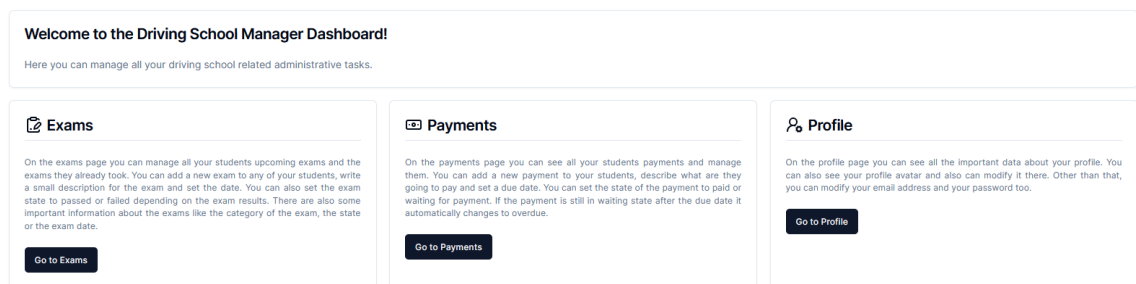 Welcome to the Driving School Manager Dashboard!
Here you can manage all your driving school related administrative tasks.
Exams
On the exams page you can manage all your students upcoming exams and the
exams they already took. You can add a new exam to any of your students, write
a small description for the exam and set the date. You can also set the exam
state to passed or failed depending on the exam results. There are also some
important information about the exams like the category of the exam, the state
or the exam date.
Go to Exams
Payments
On the payments page you can see all your students payments and manage
them. You can add a new payment to your students, describe what are they
going to pay and set a due date. You can set the state of the payment to paid or
waiting for payment. If the payment is still in waiting state after the due date it
automatically changes to overdue.
Go to Payments
Profile
On the profile page you can see all the important data about your profile. You
can also see your profile avatar and also can modify it there. Other than that,
you can modify your email address and your password too.
Go to Profile